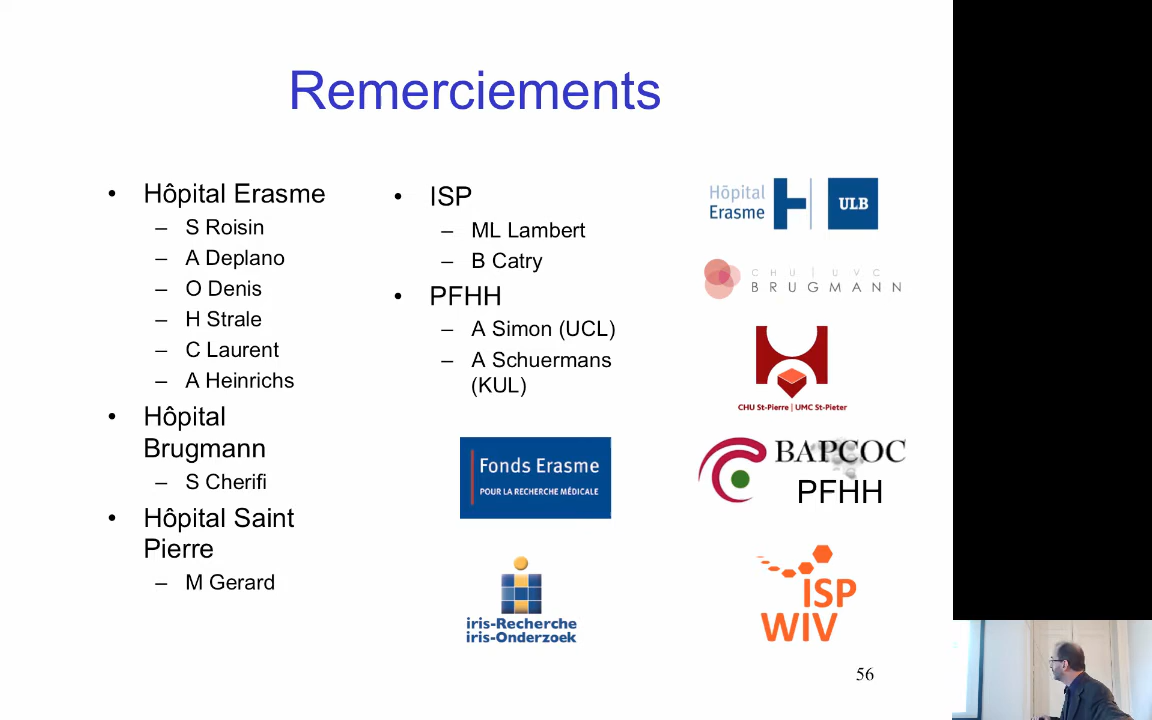 Remerciements
• Hôpital Erasme
– S Roisin
– A Deplano
– O Denis
– H Strale
– C Laurent
– A Heinrichs
• Hôpital
Brugmann
– S Cherifi
• Hôpital Saint
Pierre
– M Gerard
• ISP
– ML Lambert
– B Catry
• PFHH
– A Simon (UCL)
– A Schuermans
(KUL)
Fonds Erasme
POUR LA RECHERCHE MÉDICALE
iris-Recherche
iris-Onderzoek
Hôpital
Erasme
ULB
CHU | UVC
BRUGMANN
CHU St-Pierre | UMC St-Pieter
BAPCOC
PFHH
ISP
WIV
56